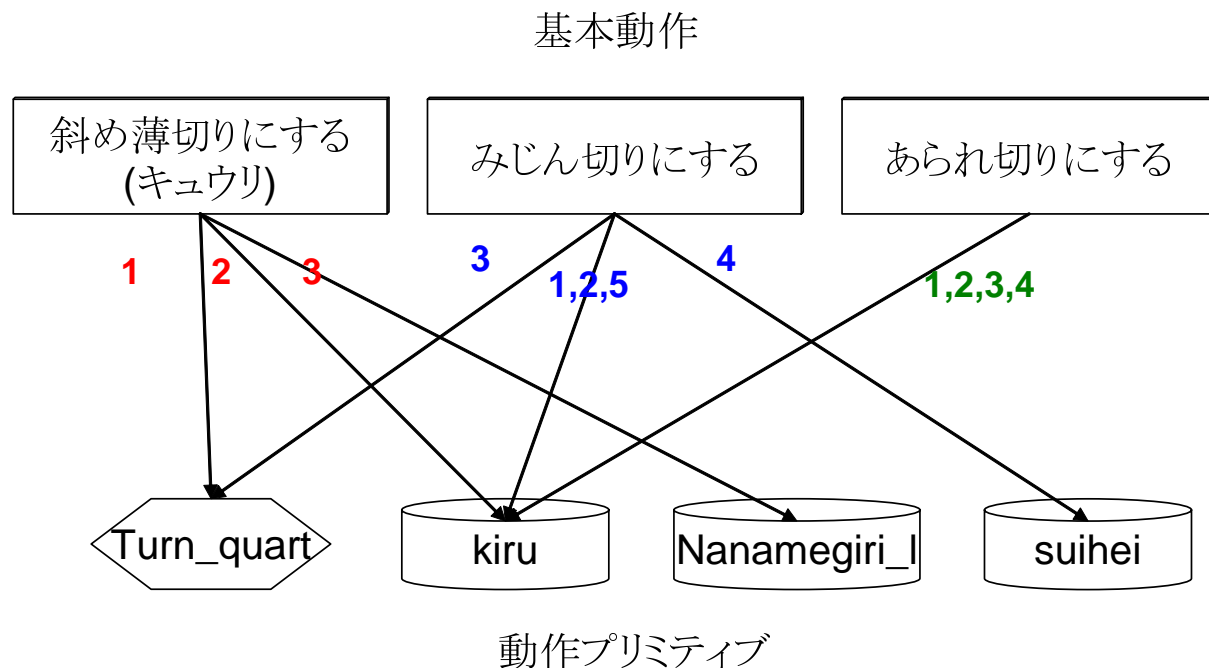 基本動作
斜め薄切りにする
(キュウリ)
みじん切りにする
あられ切りにする
1
2
3
3
1,2,5
4
1,2,3,4
Turn_quart
kiru
Nanamegiri_l
suihei
動作プリミティブ